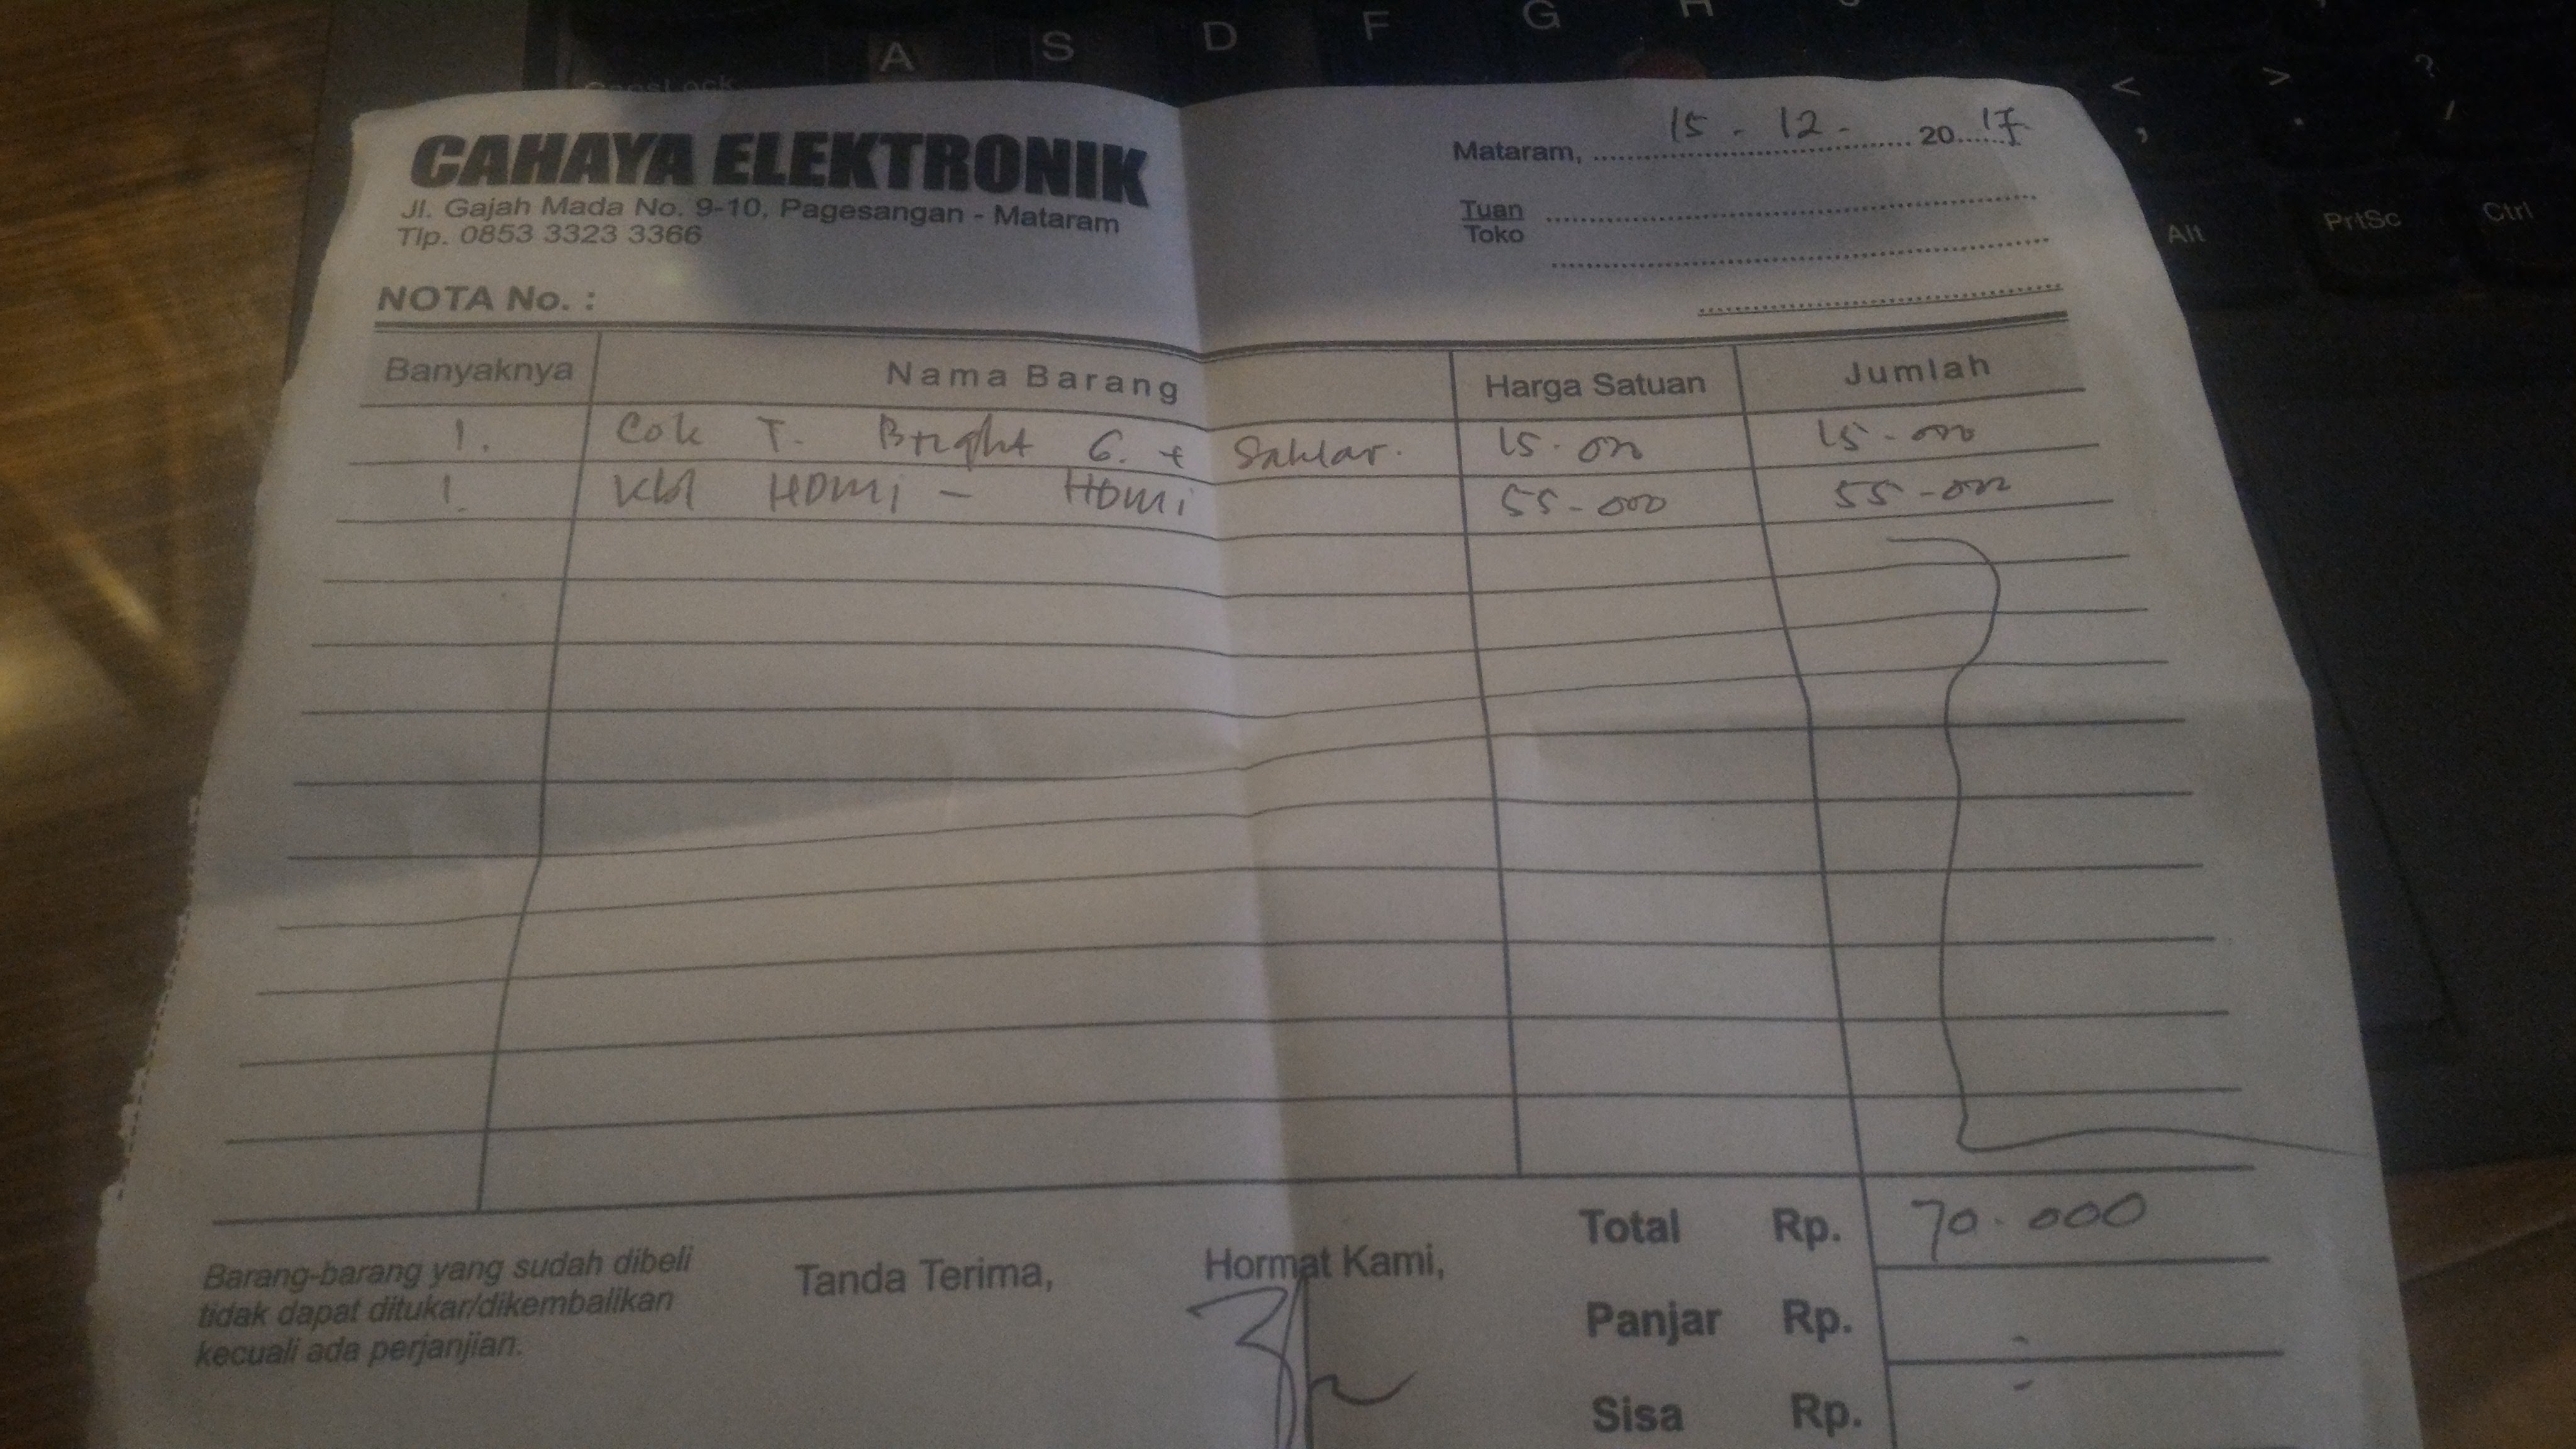 CAHAYA ELEKTRONIK
Jl. Gajah Mada No. 9-10, Pagesangan - Mataram
Tlp. 0853 3323 3366
Mataram, 15 - 12 - 2017
Tuan
Toko
NOTA No. :
Banyaknya Nama Barang Harga Satuan Jumlah
1. Cok T. Bright G. + Saklar. 15.000 15-000
1. Kbl HDMi - HDMi 55-000 55-000
Total Rp. 70.000
Panjar Rp. -
Sisa Rp. -
Barang-barang yang sudah dibeli
tidak dapat ditukar/dikembalikan
kecuali ada perjanjian.
Tanda Terima,
Hormat Kami,
A S D F G H
CapsLock
< > ?
, . /
Alt PrtSc Ctrl